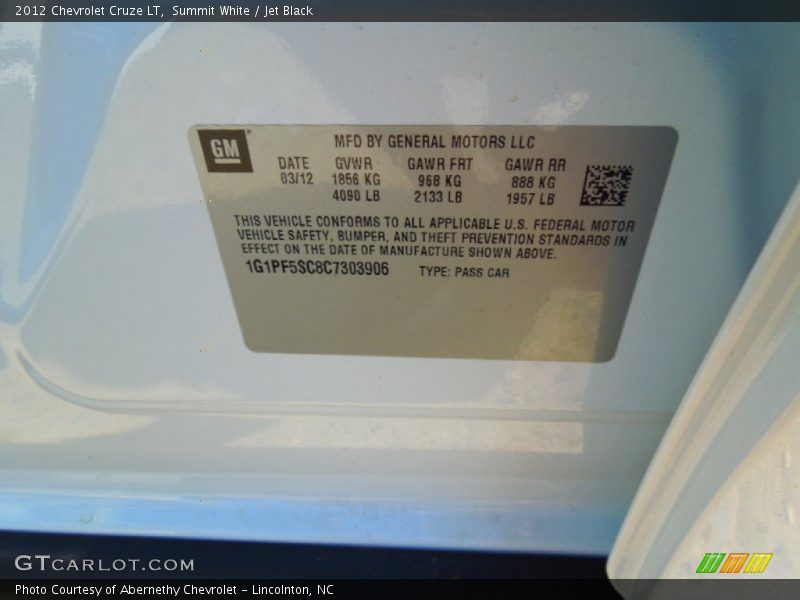 2012 Chevrolet Cruze LT, Summit White / Jet Black
GM
MFD BY GENERAL MOTORS LLC
DATE GVWR GAWR FRT GAWR RR
03/12 1856 KG 968 KG 888 KG
4090 LB 2133 LB 1957 LB
THIS VEHICLE CONFORMS TO ALL APPLICABLE U.S. FEDERAL MOTOR
VEHICLE SAFETY, BUMPER, AND THEFT PREVENTION STANDARDS IN
EFFECT ON THE DATE OF MANUFACTURE SHOWN ABOVE.
1G1PF5SC8C7303906 TYPE: PASS CAR
GTCARLOT.COM
Photo Courtesy of Abernethy Chevrolet - Lincolnton, NC